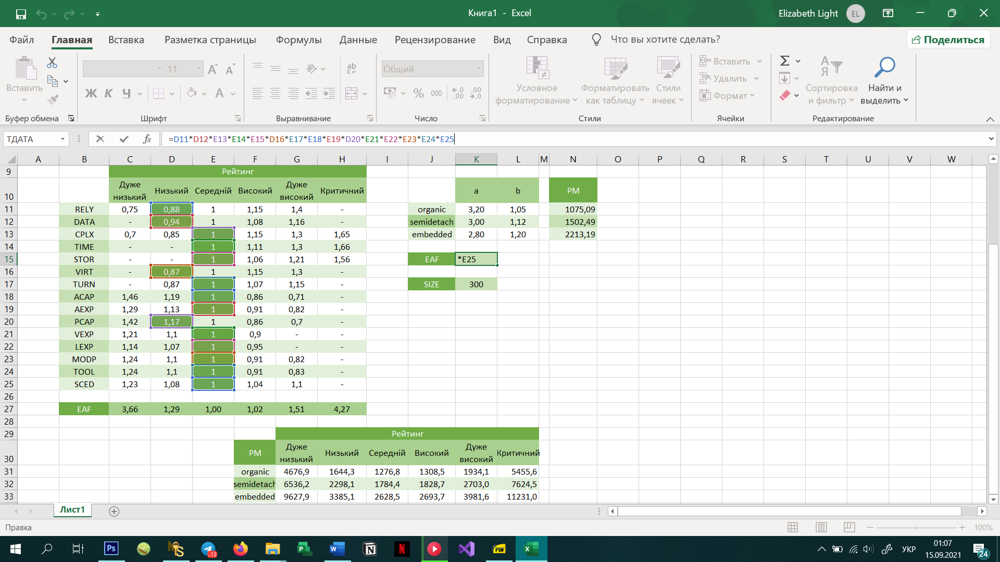 Книга1 - Excel
Elizabeth Light
EL
Файл Главная Вставка Разметка страницы Формулы Данные Рецензирование Вид Справка Что вы хотите сделать? Поделиться
Вставить
Буфер обмена
11
Ж К Ч
Шрифт
Выравнивание
Общий
% 000
Число
Условное форматирование
Форматировать как таблицу
Стили ячеек
Стили
Вставить
Удалить
Формат
Ячейки
Сортировка и фильтр
Найти и выделить
Редактирование
ТДАТА
=D11*D12*E13*E14*E15*D16*E17*E18*E19*D20*E21*E22*E23*E24*E25
A B C D E F G H I J K L M N O P Q R S T U V W
9 Рейтинг
10 Дуже низький Низький Середній Високий Дуже високий Критичний a b PM
11 RELY 0,75 0,88 1 1,15 1,4 - organic 3,20 1,05 1075,09
12 DATA - 0,94 1 1,08 1,16 - semidetach 3,00 1,12 1502,49
13 CPLX 0,7 0,85 1 1,15 1,3 1,65 embedded 2,80 1,20 2213,19
14 TIME - - 1 1,11 1,3 1,66
15 STOR - - 1 1,06 1,21 1,56 EAF *E25
16 VIRT - 0,87 1 1,15 1,3 -
17 TURN - 0,87 1 1,07 1,15 - SIZE 300
18 ACAP 1,46 1,19 1 0,86 0,71 -
19 AEXP 1,29 1,13 1 0,91 0,82 -
20 PCAP 1,42 1,17 1 0,86 0,7 -
21 VEXP 1,21 1,1 1 0,9 - -
22 LEXP 1,14 1,07 1 0,95 - -
23 MODP 1,24 1,1 1 0,91 0,82 -
24 TOOL 1,24 1,1 1 0,91 0,83 -
25 SCED 1,23 1,08 1 1,04 1,1 -
26
27 EAF 3,66 1,29 1,00 1,02 1,51 4,27
28
29 Рейтинг
30 PM Дуже низький Низький Середній Високий Дуже високий Критичний
31 organic 4676,9 1644,3 1276,8 1308,5 1934,1 5455,6
32 semidetach 6536,2 2298,1 1784,4 1828,7 2703,0 7624,5
33 embedded 9627,9 3385,1 2628,5 2693,7 3981,6 11231,0
Лист1
Правка
100%
УКР
01:07
15.09.2021
24